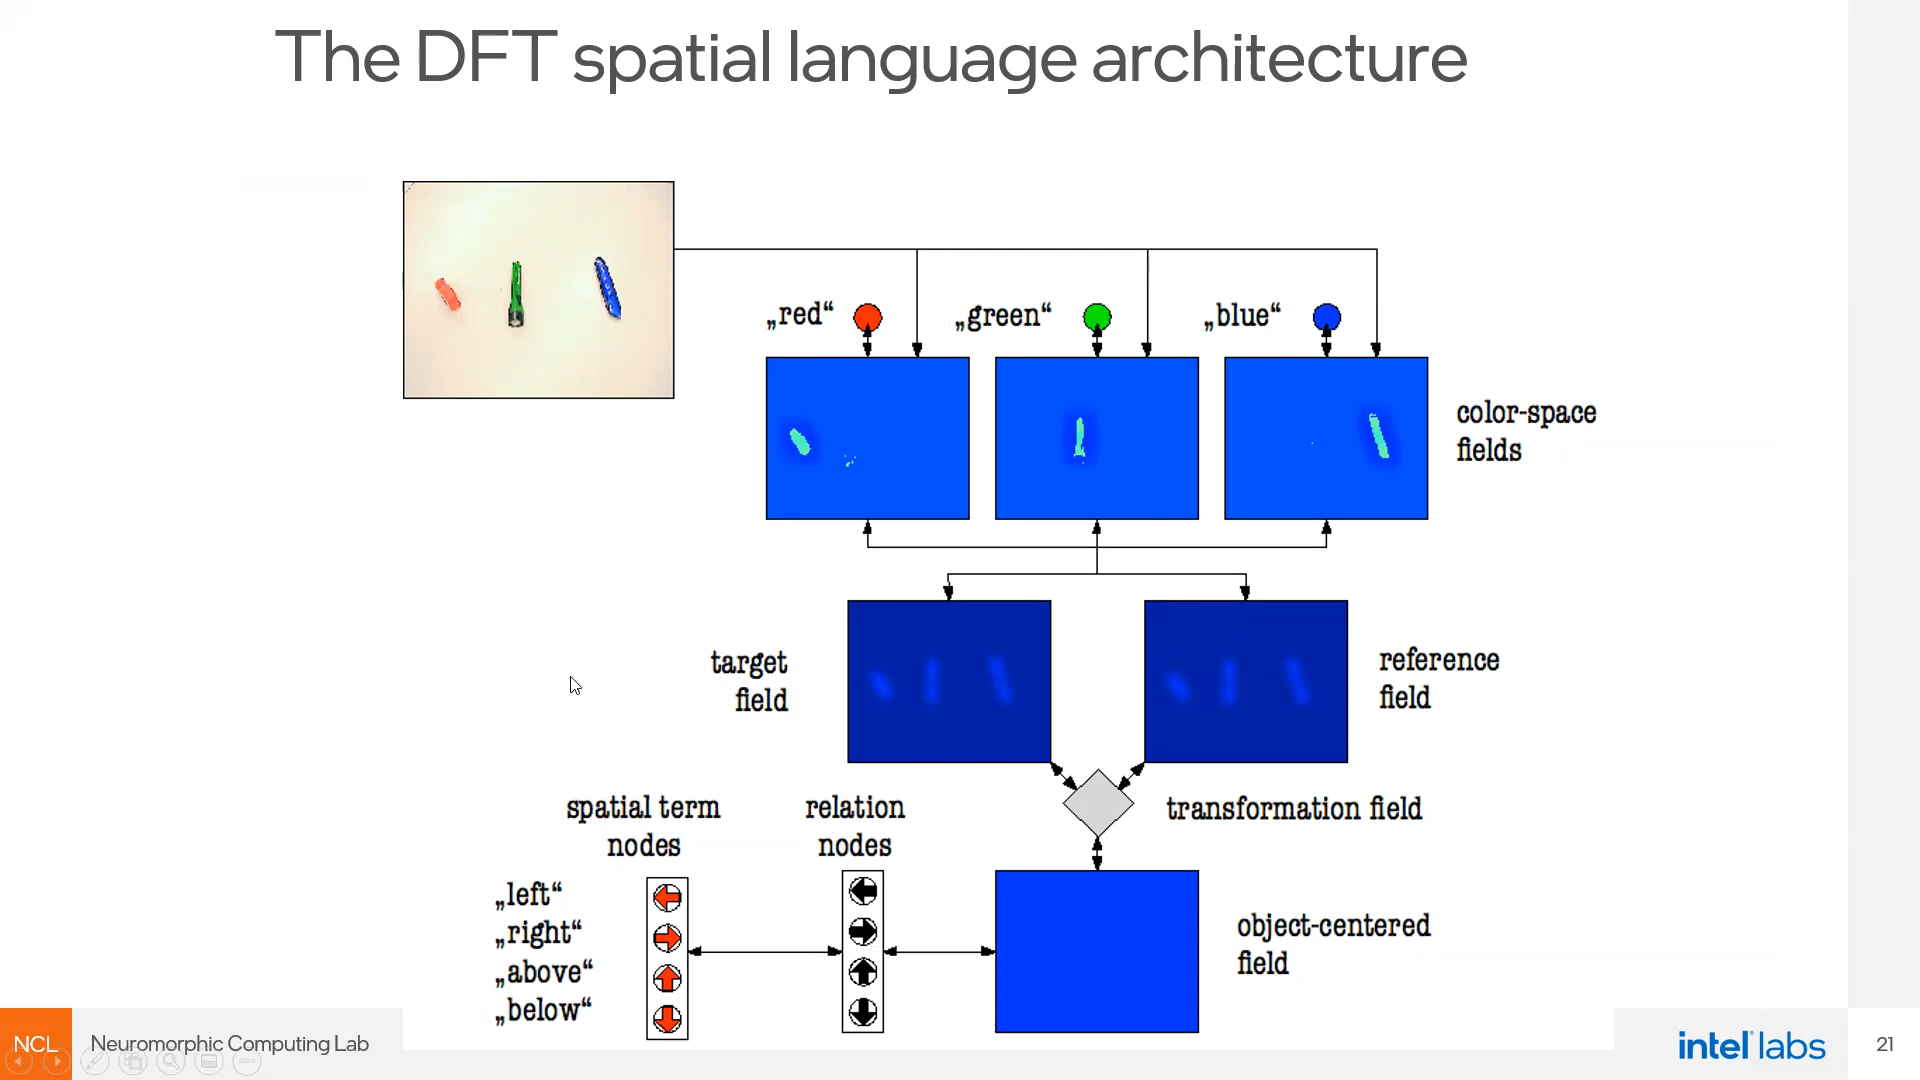 The DFT spatial language architecture
„red“
„green“
„blue“
color-space
fields
target
field
reference
field
transformation field
spatial term
nodes
relation
nodes
„left“
„right“
„above“
„below“
object-centered
field
NCL
Neuromorphic Computing Lab
intel labs
21